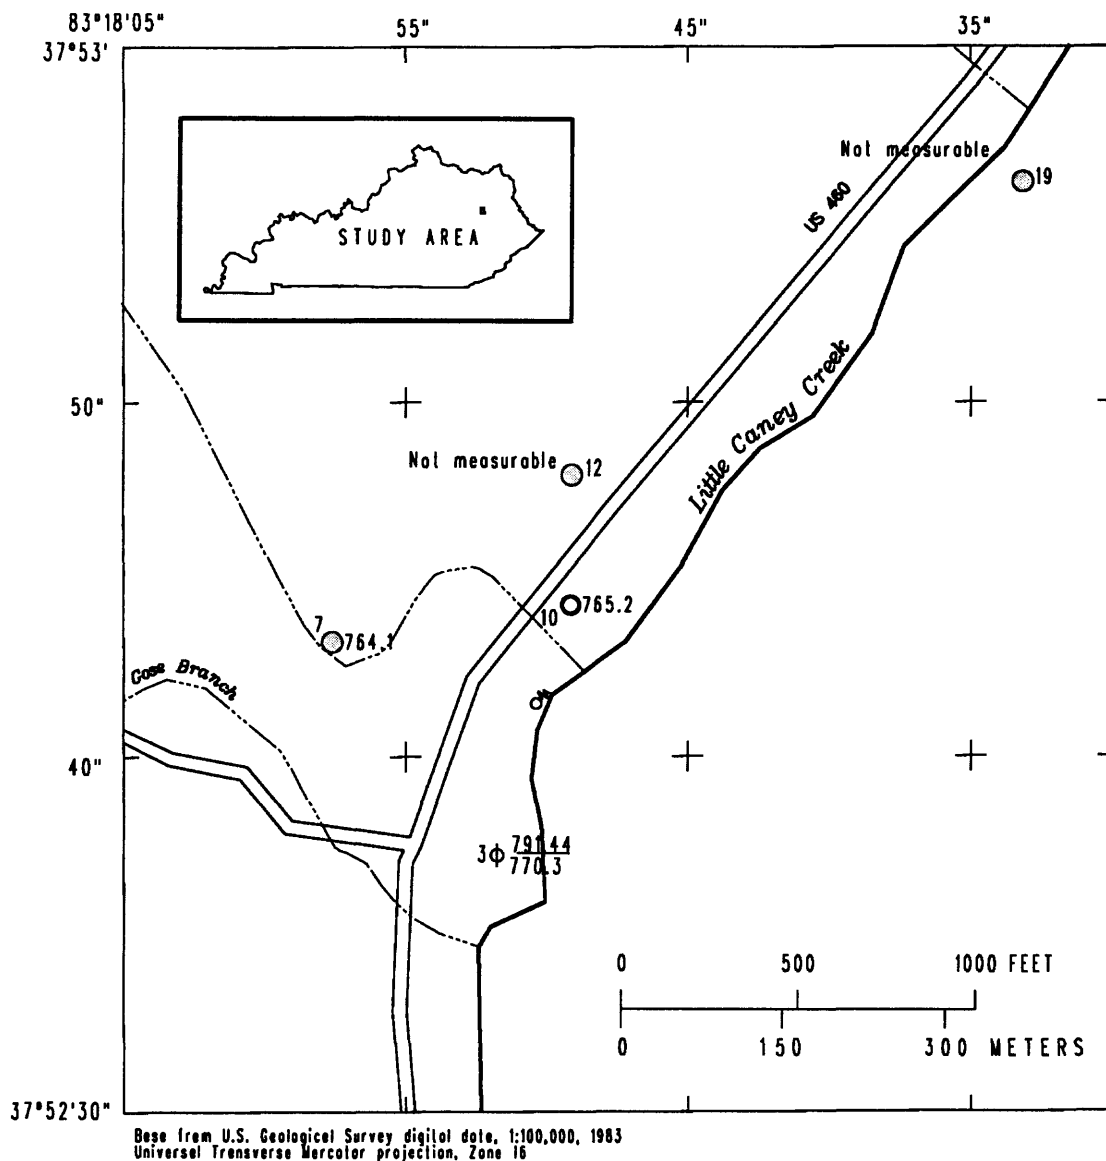 83°18'05" 55" 45" 35"
37°53'
Not measurable
19
US 460
STUDY AREA
Little Caney Creek
50"
Not measurable 12
10 765.2
7 764.1
Gose Branch
40"
3 791.44
770.3
0 500 1000 FEET
0 150 300 METERS
37°52'30"
Base from U.S. Geological Survey digital data, 1:100,000, 1983
Universal Transverse Mercator projection, Zone 16